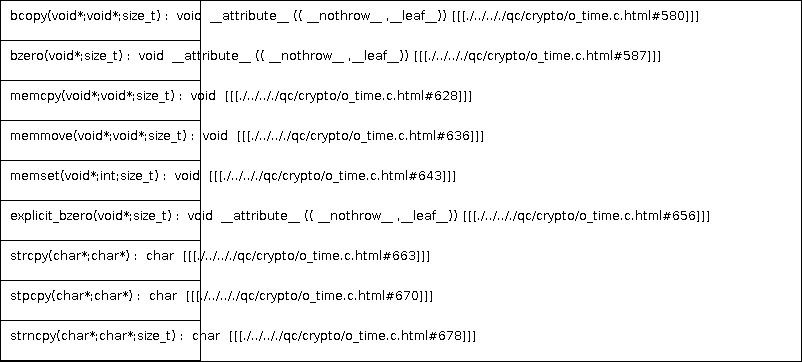 bcopy(void*;void*;size_t) : void __attribute__ (( __nothrow__ ,__leaf__)) [[[./../.././qc/crypto/o_time.c.html#580]]]
bzero(void*;size_t) : void __attribute__ (( __nothrow__ ,__leaf__)) [[[./../.././qc/crypto/o_time.c.html#587]]]
memcpy(void*;void*;size_t) : void [[[./../.././qc/crypto/o_time.c.html#628]]]
memmove(void*;void*;size_t) : void [[[./../.././qc/crypto/o_time.c.html#636]]]
memset(void*;int;size_t) : void [[[./../.././qc/crypto/o_time.c.html#643]]]
explicit_bzero(void*;size_t) : void __attribute__ (( __nothrow__ ,__leaf__)) [[[./../.././qc/crypto/o_time.c.html#656]]]
strcpy(char*;char*) : char [[[./../.././qc/crypto/o_time.c.html#663]]]
stpcpy(char*;char*) : char [[[./../.././qc/crypto/o_time.c.html#670]]]
strncpy(char*;char*;size_t) : char [[[./../.././qc/crypto/o_time.c.html#678]]]